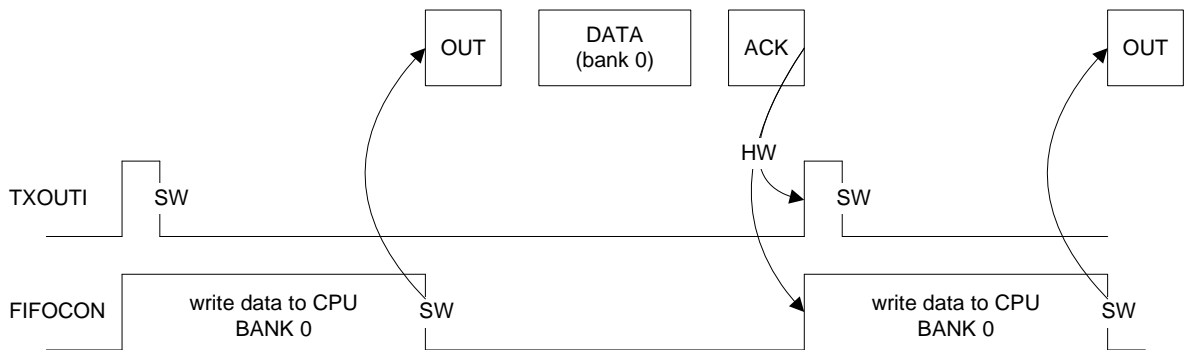 OUT
DATA
(bank 0)
ACK
OUT
HW
TXOUTI
SW
SW
FIFOCON
write data to CPU
BANK 0
SW
write data to CPU
BANK 0
SW